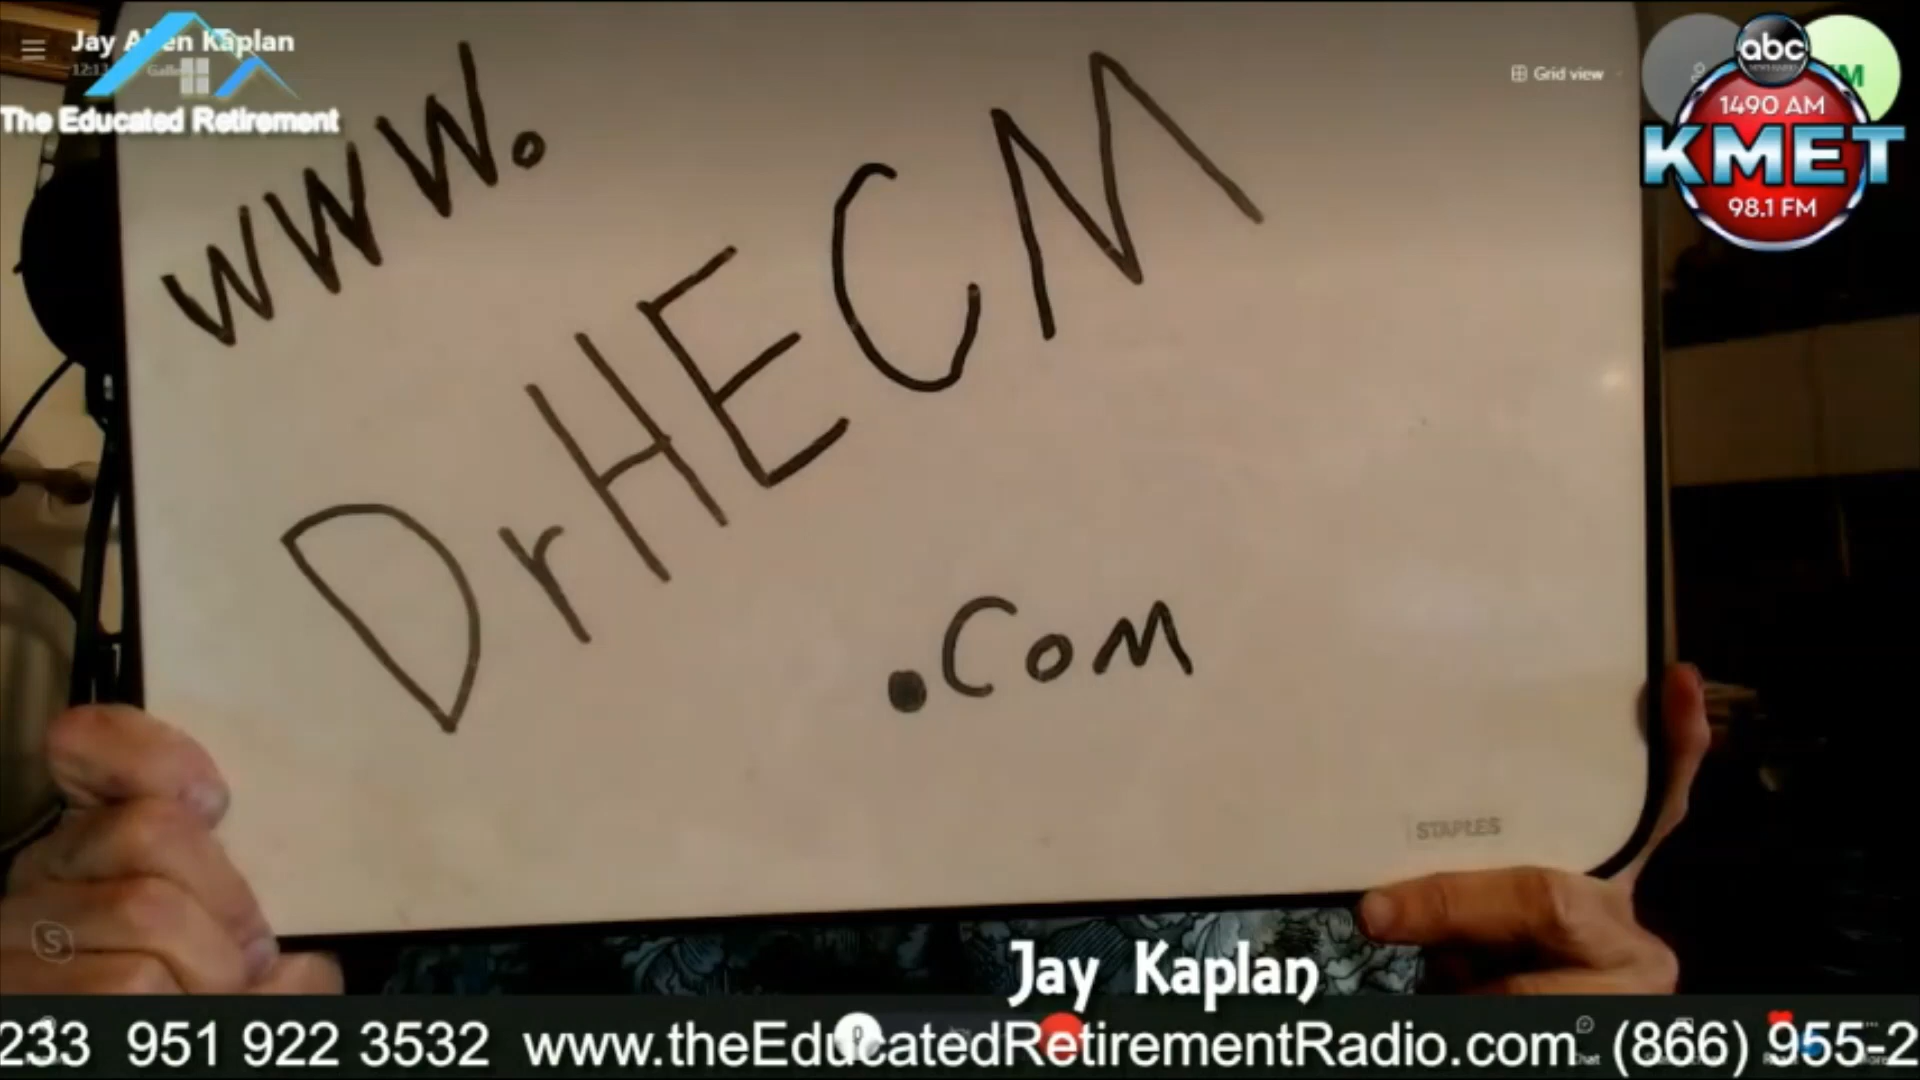 Jay Allen Kaplan
The Educated Retirement
Grid view
abc
1490 AM
KMET
98.1 FM
www.
DrHECM
.Com
STAPLES
Jay Kaplan
233 951 922 3532 www.theEducatedRetirementRadio.com (866) 955-2